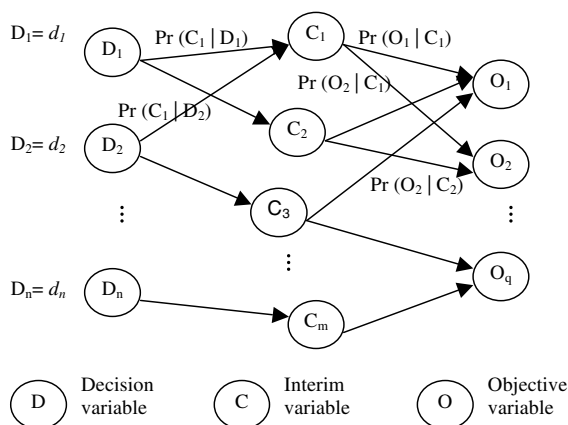 D₁= d₁
D₁
Pr (C₁ | D₁)
C₁
Pr (O₁ | C₁)
O₁
Pr (O₂ | C₁)
Pr (C₁ | D₂)
C₂
D₂= d₂
D₂
O₂
Pr (O₂ | C₂)
C₃
⋮
⋮
⋮
Dₙ= dₙ
Dₙ
O_q
Cₘ
D
Decision
variable
C
Interim
variable
O
Objective
variable